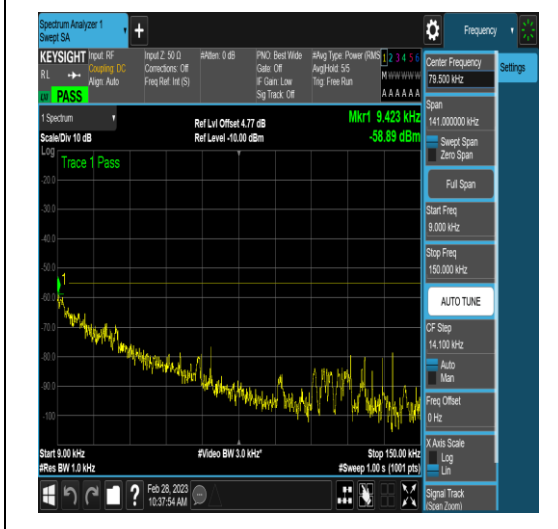 Spectrum Analyzer 1
Swept SA
+
Frequency
KEYSIGHT Input: RF
Coupling: DC
Align: Auto
RL
Input Z: 50 Ω
Corrections: Off
Freq Ref: Int (S)
#Atten: 0 dB
PNO: Best Wide
Gate: Off
IF Gain: Low
Sig Track: Off
#Avg Type: Power (RMS)
Avg|Hold: 5/5
Trig: Free Run
1 2 3 4 5 6
M W W W W W
A A A A A A
PASS
1 Spectrum
Scale/Div 10 dB
Ref Lvl Offset 4.77 dB
Ref Level -10.00 dBm
Mkr1 9.423 kHz
-58.89 dBm
Log
Trace 1 Pass
-20.0
-30.0
-40.0
-50.0
1
-60.0
-70.0
-80.0
-90.0
-100
Start 9.00 kHz
#Res BW 1.0 kHz
#Video BW 3.0 kHz*
Stop 150.00 kHz
#Sweep 1.00 s (1001 pts)
?
Feb 28, 2023
10:37:54 AM
Center Frequency
79.500 kHz
Settings
Span
141.000000 kHz
Swept Span
Zero Span
Full Span
Start Freq
9.000 kHz
Stop Freq
150.000 kHz
AUTO TUNE
CF Step
14.100 kHz
Auto
Man
Freq Offset
0 Hz
X Axis Scale
Log
Lin
Signal Track
(Span Zoom)